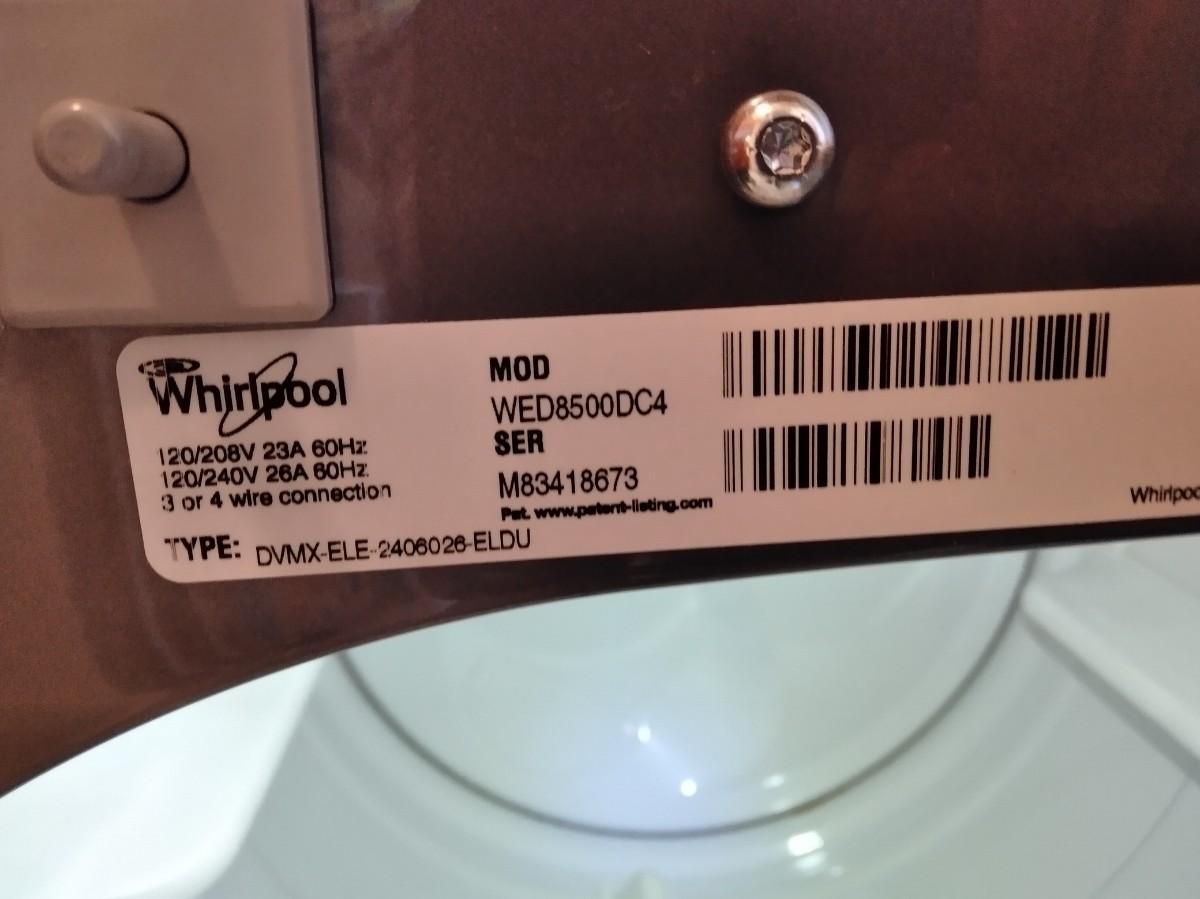 Whirlpool
120/208V 23A 60Hz
120/240V 26A 60Hz
3 or 4 wire connection
TYPE: DVMX-ELE-2406026-ELDU
MOD
WED8500DC4
SER
M83418673
Pat. www.patent-listing.com
Whirlpoo